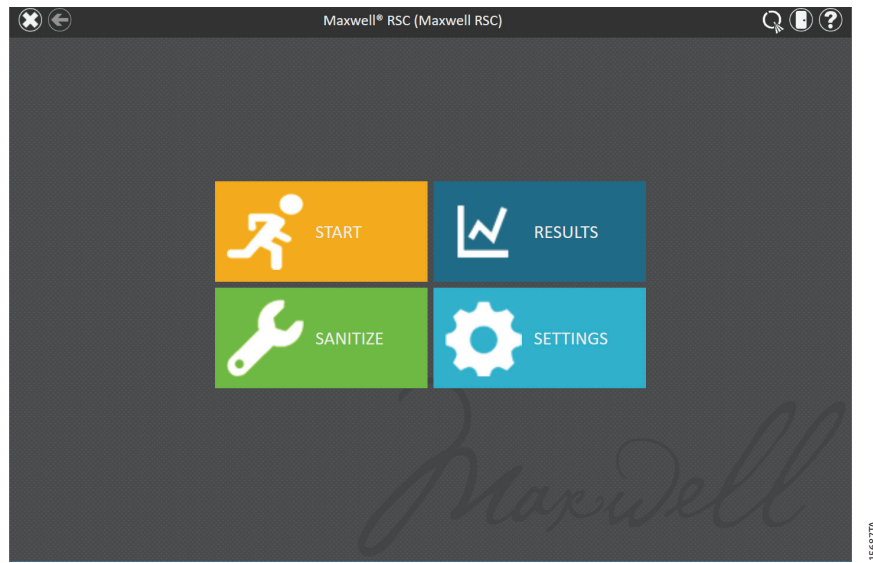 Maxwell® RSC (Maxwell RSC)
?
START
RESULTS
SANITIZE
SETTINGS
Maxwell